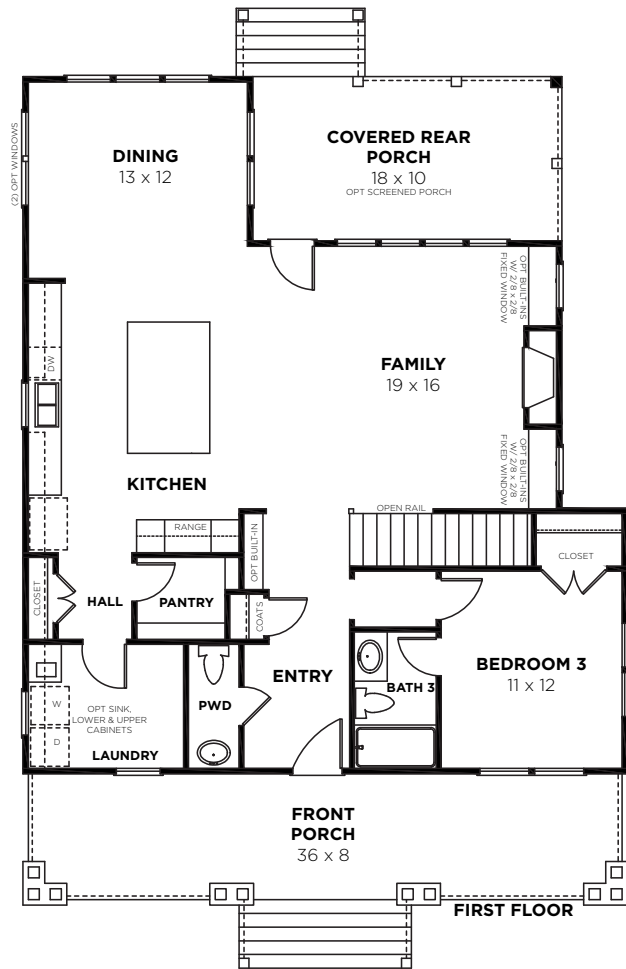 (2) OPT WINDOWS
DINING
13 x 12
COVERED REAR
PORCH
18 x 10
OPT SCREENED PORCH
OPT BUILT-INS
W/ 2/8 x 2/8
FIXED WINDOW
DW
FAMILY
19 x 16
KITCHEN
OPT BUILT-INS
W/ 2/8 x 2/8
FIXED WINDOW
RANGE
OPT BUILT-IN
OPEN RAIL
CLOSET
CLOSET
HALL
PANTRY
COATS
ENTRY
BATH 3
BEDROOM 3
11 x 12
W
D
OPT SINK,
LOWER & UPPER
CABINETS
LAUNDRY
PWD
FRONT
PORCH
36 x 8
FIRST FLOOR